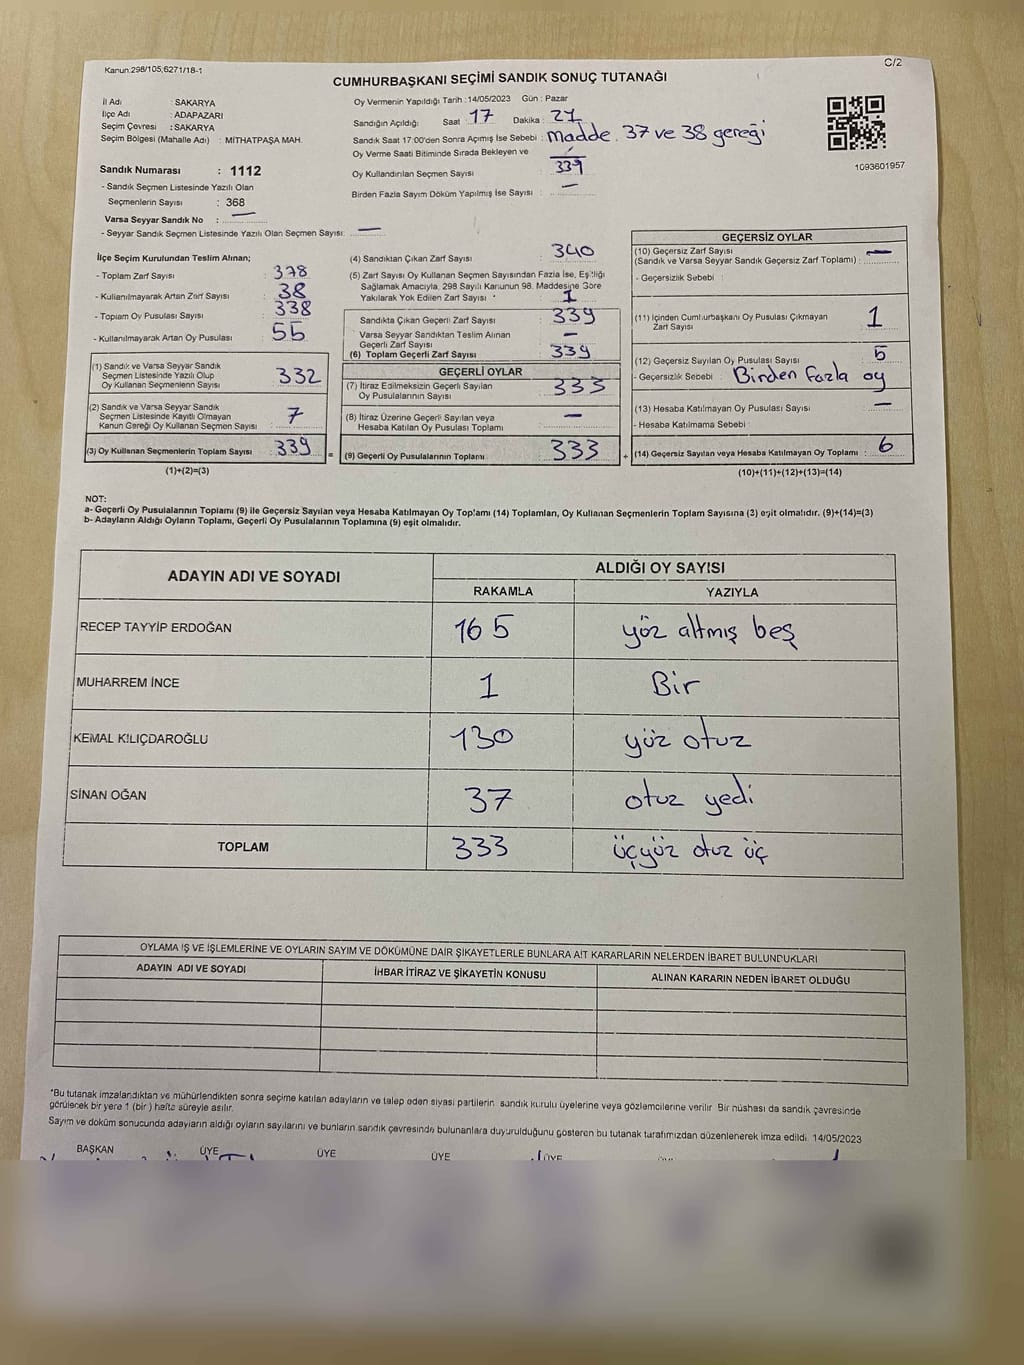 Kanun.298/105,6271/18-1
C/2
CUMHURBAŞKANI SEÇİMİ SANDIK SONUÇ TUTANAĞI
İl Adı : SAKARYA
İlçe Adı : ADAPAZARI
Seçim Çevresi : SAKARYA
Seçim Bölgesi (Mahalle Adı) : MİTHATPAŞA MAH.
Sandık Numarası : 1112
- Sandık Seçmen Listesinde Yazılı Olan
Seçmenlerin Sayısı : 368
Varsa Seyyar Sandık No : —
- Seyyar Sandık Seçmen Listesinde Yazılı Olan Seçmen Sayısı: —
Oy Vermenin Yapıldığı Tarih : 14/05/2023 Gün : Pazar
Sandığın Açıldığı Saat 17 Dakika : 21
Sandık Saat 17:00'den Sonra Açılmış İse Sebebi : Madde. 37 ve 38 gereği
Oy Verme Saati Bitiminde Sırada Bekleyen ve
Oy Kullandırılan Seçmen Sayısı : 339
Birden Fazla Sayım Döküm Yapılmış İse Sayısı : —
1093601957
İlçe Seçim Kurulundan Teslim Alınan;
- Toplam Zarf Sayısı : 378
- Kullanılmayarak Artan Zarf Sayısı : 38
- Toplam Oy Pusulası Sayısı : 338
- Kullanılmayarak Artan Oy Pusulası : 55
(1) Sandık ve Varsa Seyyar Sandık
Seçmen Listesinde Yazılı Olup
Oy Kullanan Seçmenlerin Sayısı : 332
(2) Sandık ve Varsa Seyyar Sandık
Seçmen Listesinde Kayıtlı Olmayan
Kanun Gereği Oy Kullanan Seçmen Sayısı : 7
(3) Oy Kullanan Seçmenlerin Toplam Sayısı : 339
(1)+(2)=(3)
(4) Sandıktan Çıkan Zarf Sayısı : 340
(5) Zarf Sayısı Oy Kullanan Seçmen Sayısından Fazla İse, Eşitliği
Sağlamak Amacıyla, 298 Sayılı Kanunun 98. Maddesine Göre
Yakılarak Yok Edilen Zarf Sayısı * : 1
Sandıkta Çıkan Geçerli Zarf Sayısı : 339
Varsa Seyyar Sandıktan Teslim Alınan
Geçerli Zarf Sayısı : —
(6) Toplam Geçerli Zarf Sayısı : 339
GEÇERLİ OYLAR
(7) İtiraz Edilmeksizin Geçerli Sayılan
Oy Pusulalarının Sayısı : 333
(8) İtiraz Üzerine Geçerli Sayılan veya
Hesaba Katılan Oy Pusulası Toplamı : —
= (9) Geçerli Oy Pusulalarının Toplamı : 333
GEÇERSİZ OYLAR
(10) Geçersiz Zarf Sayısı
(Sandık ve Varsa Seyyar Sandık Geçersiz Zarf Toplamı) : —
- Geçersizlik Sebebi :
(11) İçinden Cumhurbaşkanı Oy Pusulası Çıkmayan
Zarf Sayısı : 1
(12) Geçersiz Sayılan Oy Pusulası Sayısı : 5
- Geçersizlik Sebebi : Birden fazla oy
(13) Hesaba Katılmayan Oy Pusulası Sayısı : —
- Hesaba Katılmama Sebebi :
+ (14) Geçersiz Sayılan veya Hesaba Katılmayan Oy Toplamı : 6
(10)+(11)+(12)+(13)=(14)
NOT:
a- Geçerli Oy Pusulalarının Toplamı (9) ile Geçersiz Sayılan veya Hesaba Katılmayan Oy Toplamı (14) Toplamları, Oy Kullanan Seçmenlerin Toplam Sayısına (3) eşit olmalıdır. (9)+(14)=(3)
b- Adayların Aldığı Oyların Toplamı, Geçerli Oy Pusulalarının Toplamına (9) eşit olmalıdır.
ADAYIN ADI VE SOYADI ALDIĞI OY SAYISI
RAKAMLA YAZIYLA
RECEP TAYYİP ERDOĞAN 165 yöz altmış beş
MUHARREM İNCE 1 Bir
KEMAL KILIÇDAROĞLU 130 yöz otuz
SİNAN OĞAN 37 otuz yedi
TOPLAM 333 üçyüz otuz üç
OYLAMA İŞ VE İŞLEMLERİNE VE OYLARIN SAYIM VE DÖKÜMÜNE DAİR ŞİKAYETLERLE BUNLARA AİT KARARLARIN NELERDEN İBARET BULUNDUKLARI
ADAYIN ADI VE SOYADI İHBAR İTİRAZ VE ŞİKAYETİN KONUSU ALINAN KARARIN NEDEN İBARET OLDUĞU
*Bu tutanak imzalandıktan ve mühürlendikten sonra seçime katılan adayların ve talep eden siyasi partilerin sandık kurulu üyelerine veya gözlemcilerine verilir. Bir nüshası da sandık çevresinde
görülecek bir yere 1 (bir) hafta süreyle asılır.
Sayım ve döküm sonucunda adayların aldığı oyların sayılarını ve bunların sandık çevresinde bulunanlara duyurulduğunu gösteren bu tutanak tarafımızdan düzenlenerek imza edildi. 14/05/2023
BAŞKAN ÜYE ÜYE ÜYE ÜYE